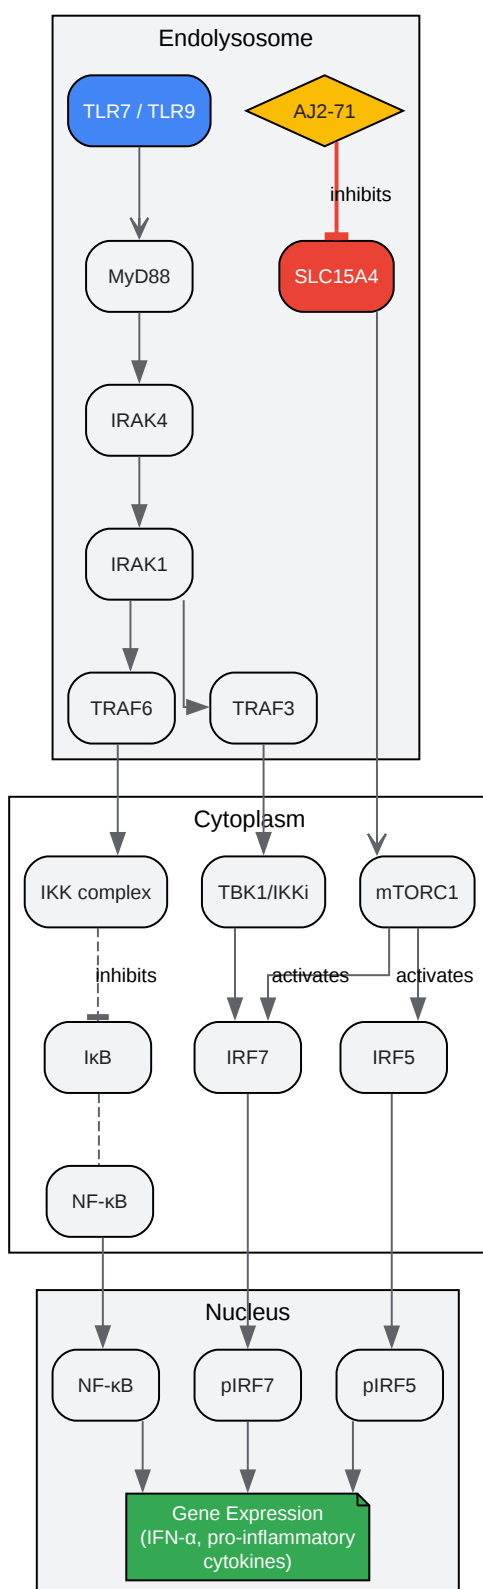 Endolysosome
TLR7 / TLR9
AJ2-71
inhibits
MyD88
SLC15A4
IRAK4
IRAK1
TRAF6
TRAF3
Cytoplasm
IKK complex
TBK1/IKKi
mTORC1
inhibits
activates
activates
IκB
IRF7
IRF5
NF-κB
Nucleus
NF-κB
pIRF7
pIRF5
Gene Expression
(IFN-α, pro-inflammatory
cytokines)